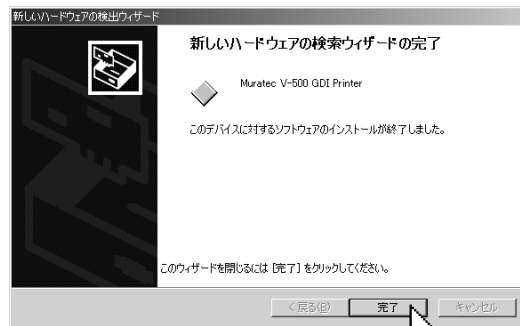 新しいハードウェアの検出ウィザード
新しいハードウェアの検索ウィザードの完了
Muratec V-500 GDI Printer
このデバイスに対するソフトウェアのインストールが終了しました。
このウィザードを閉じるには [完了] をクリックしてください。
< 戻る(B) 完了 キャンセル